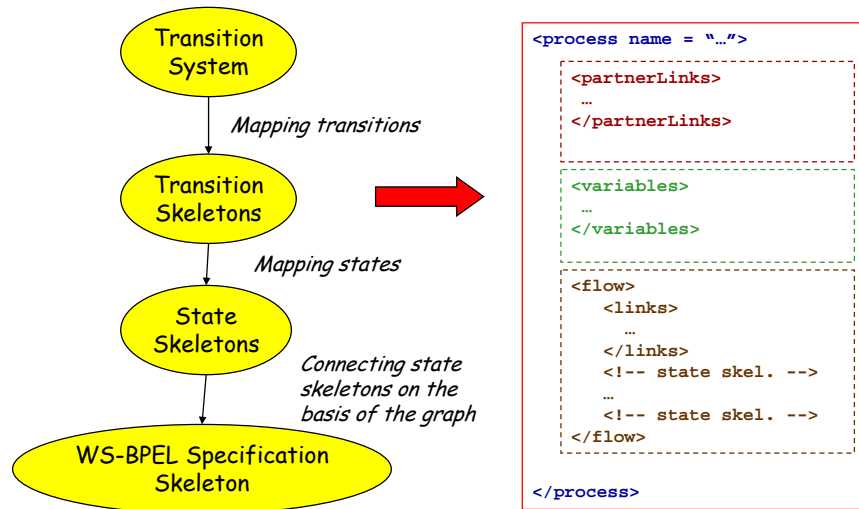 Transition
System
Mapping transitions
Transition
Skeletons
Mapping states
State
Skeletons
Connecting state
skeletons on the
basis of the graph
WS-BPEL Specification
Skeleton
<process name = “…”>
<partnerLinks>
…
</partnerLinks>
<variables>
…
</variables>
<flow>
<links>
…
</links>
<!-- state skel. -->
…
<!-- state skel. -->
</flow>
</process>